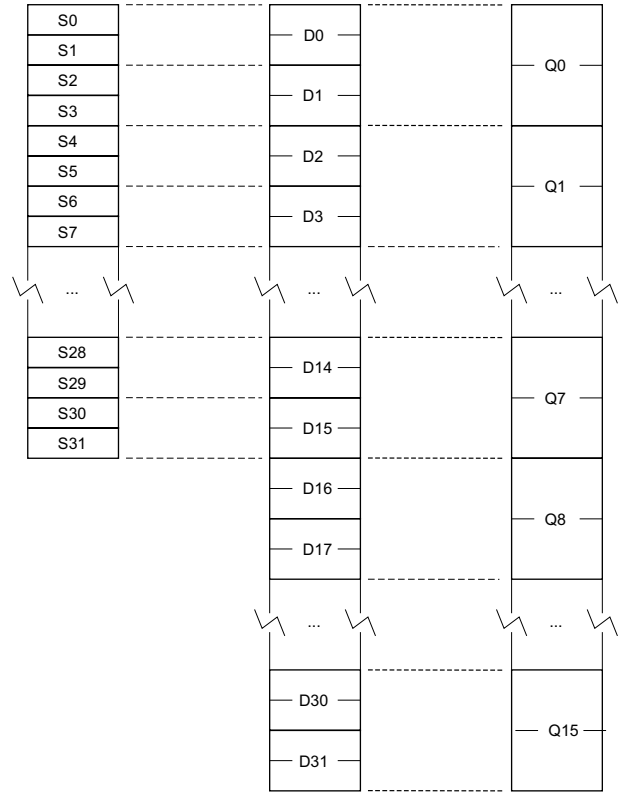 S0
S1
S2
S3
S4
S5
S6
S7
...
S28
S29
S30
S31
D0
D1
D2
D3
...
D14
D15
D16
D17
...
D30
D31
Q0
Q1
...
Q7
Q8
...
Q15